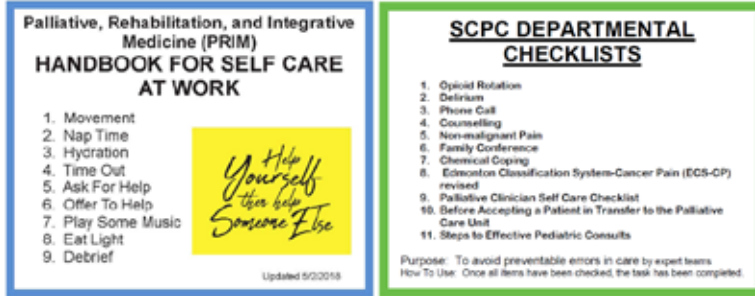 Palliative, Rehabilitation, and Integrative
Medicine (PRIM)
HANDBOOK FOR SELF CARE
AT WORK
1. Movement
2. Nap Time
3. Hydration
4. Time Out
5. Ask For Help
6. Offer To Help
7. Play Some Music
8. Eat Light
9. Debrief
Help
Yourself
then help
Someone Else
Updated 5/2/2018
SCPC DEPARTMENTAL
CHECKLISTS
1. Opioid Rotation
2. Delirium
3. Phone Call
4. Counselling
5. Non-malignant Pain
6. Family Conference
7. Chemical Coping
8. Edmonton Classification System-Cancer Pain (ECS-CP)
revised
9. Palliative Clinician Self Care Checklist
10. Before Accepting a Patient in Transfer to the Palliative
Care Unit
11. Steps to Effective Pediatric Consults
Purpose: To avoid preventable errors in care by expert teams
How To Use: Once all items have been checked, the task has been completed.